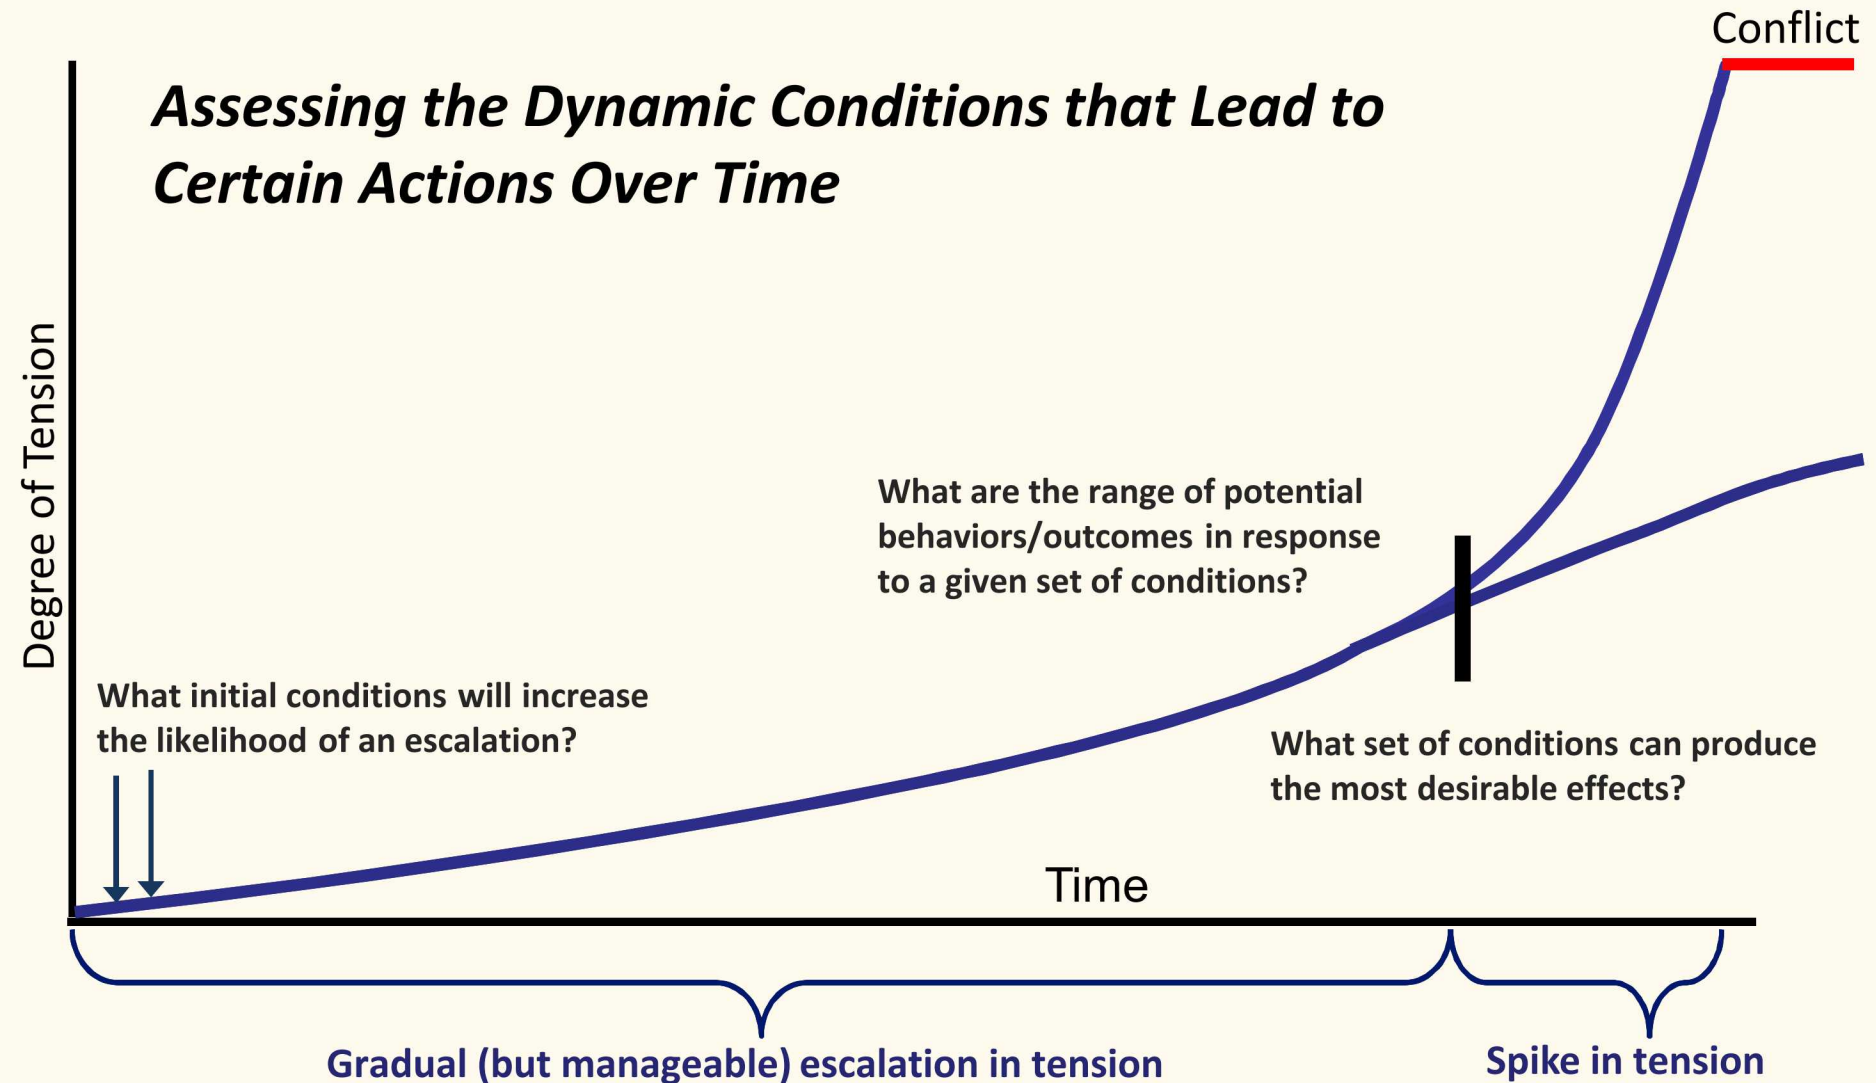 Conflict
Assessing the Dynamic Conditions that Lead to
Certain Actions Over Time
Degree of Tension
What are the range of potential
behaviors/outcomes in response
to a given set of conditions?
What initial conditions will increase
the likelihood of an escalation?
What set of conditions can produce
the most desirable effects?
Time
Gradual (but manageable) escalation in tension
Spike in tension